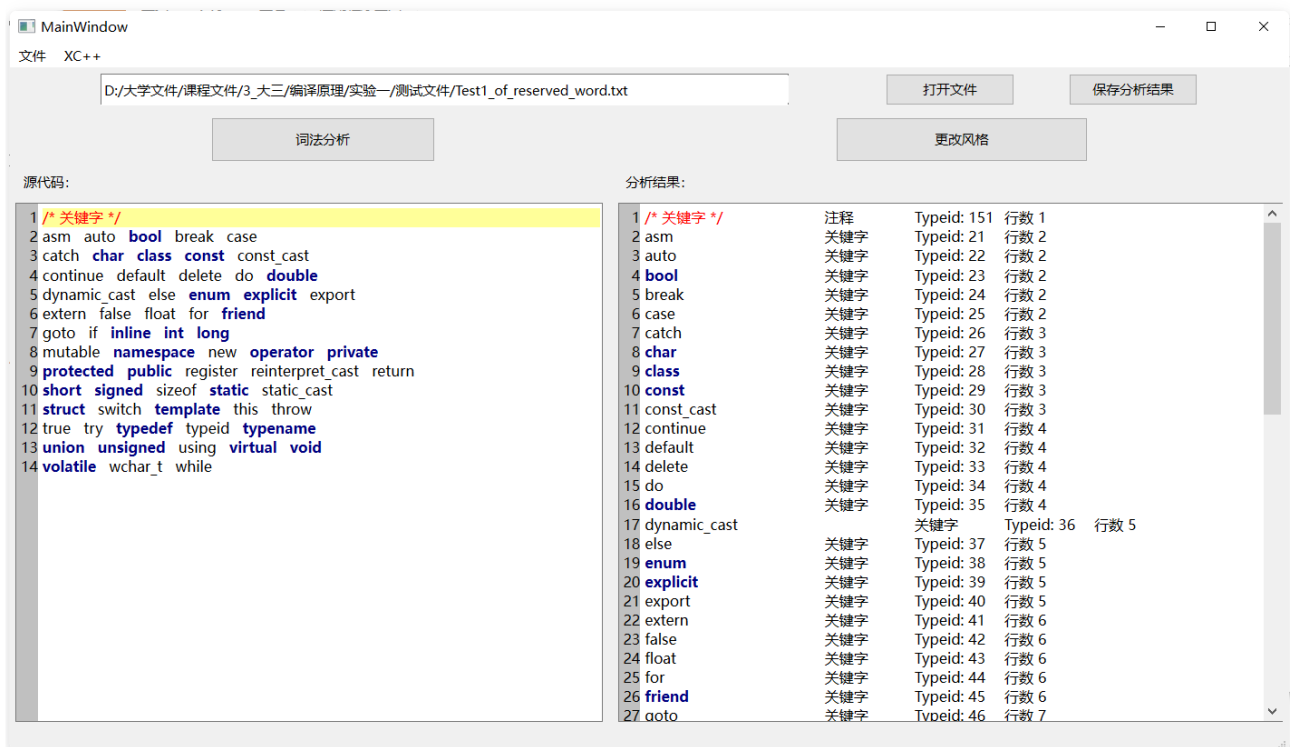 MainWindow
文件 XC++
D:/大学文件/课程文件/3_大三/编译原理/实验一/测试文件/Test1_of_reserved_word.txt 打开文件 保存分析结果
词法分析 更改风格
源代码: 分析结果:
1 /* 关键字 */
2 asm auto bool break case
3 catch char class const const_cast
4 continue default delete do double
5 dynamic_cast else enum explicit export
6 extern false float for friend
7 goto if inline int long
8 mutable namespace new operator private
9 protected public register reinterpret_cast return
10 short signed sizeof static static_cast
11 struct switch template this throw
12 true try typedef typeid typename
13 union unsigned using virtual void
14 volatile wchar_t while
1 /* 关键字 */ 注释 Typeid: 151 行数 1
2 asm 关键字 Typeid: 21 行数 2
3 auto 关键字 Typeid: 22 行数 2
4 bool 关键字 Typeid: 23 行数 2
5 break 关键字 Typeid: 24 行数 2
6 case 关键字 Typeid: 25 行数 2
7 catch 关键字 Typeid: 26 行数 3
8 char 关键字 Typeid: 27 行数 3
9 class 关键字 Typeid: 28 行数 3
10 const 关键字 Typeid: 29 行数 3
11 const_cast 关键字 Typeid: 30 行数 3
12 continue 关键字 Typeid: 31 行数 4
13 default 关键字 Typeid: 32 行数 4
14 delete 关键字 Typeid: 33 行数 4
15 do 关键字 Typeid: 34 行数 4
16 double 关键字 Typeid: 35 行数 4
17 dynamic_cast 关键字 Typeid: 36 行数 5
18 else 关键字 Typeid: 37 行数 5
19 enum 关键字 Typeid: 38 行数 5
20 explicit 关键字 Typeid: 39 行数 5
21 export 关键字 Typeid: 40 行数 5
22 extern 关键字 Typeid: 41 行数 6
23 false 关键字 Typeid: 42 行数 6
24 float 关键字 Typeid: 43 行数 6
25 for 关键字 Typeid: 44 行数 6
26 friend 关键字 Typeid: 45 行数 6
27 goto 关键字 Typeid: 46 行数 7